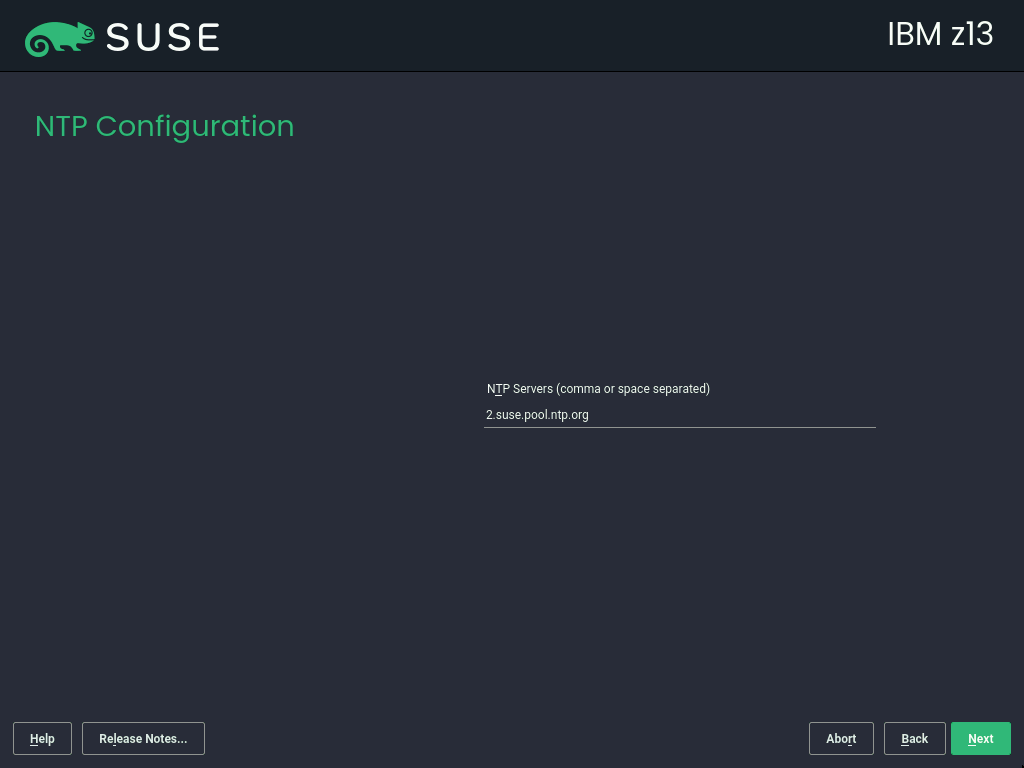 SUSE
IBM z13
NTP Configuration
NTP Servers (comma or space separated)
2.suse.pool.ntp.org
Help
Release Notes...
Abort
Back
Next